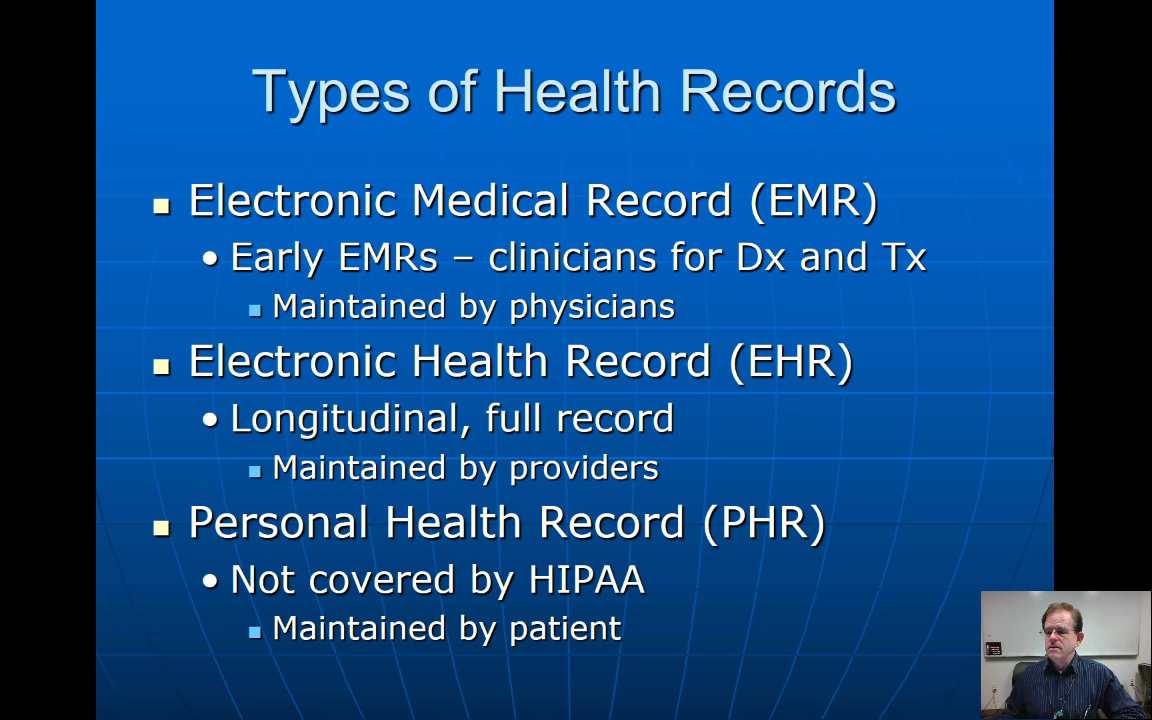 Types of Health Records
Electronic Medical Record (EMR)
Early EMRs – clinicians for Dx and Tx
Maintained by physicians
Electronic Health Record (EHR)
Longitudinal, full record
Maintained by providers
Personal Health Record (PHR)
Not covered by HIPAA
Maintained by patient